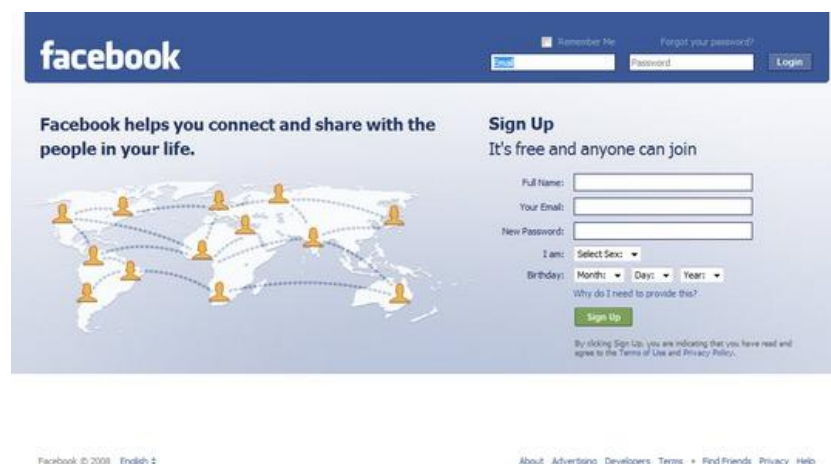 facebook
Remember Me
Forgot your password?
Email
Password
Login
Facebook helps you connect and share with the
people in your life.
Sign Up
It's free and anyone can join
Full Name:
Your Email:
New Password:
I am: Select Sex:
Birthday: Month: Day: Year:
Why do I need to provide this?
Sign Up
By clicking Sign Up, you are indicating that you have read and
agree to the Terms of Use and Privacy Policy.
Facebook © 2008 English
About Advertising Developers Terms • Find Friends Privacy Help